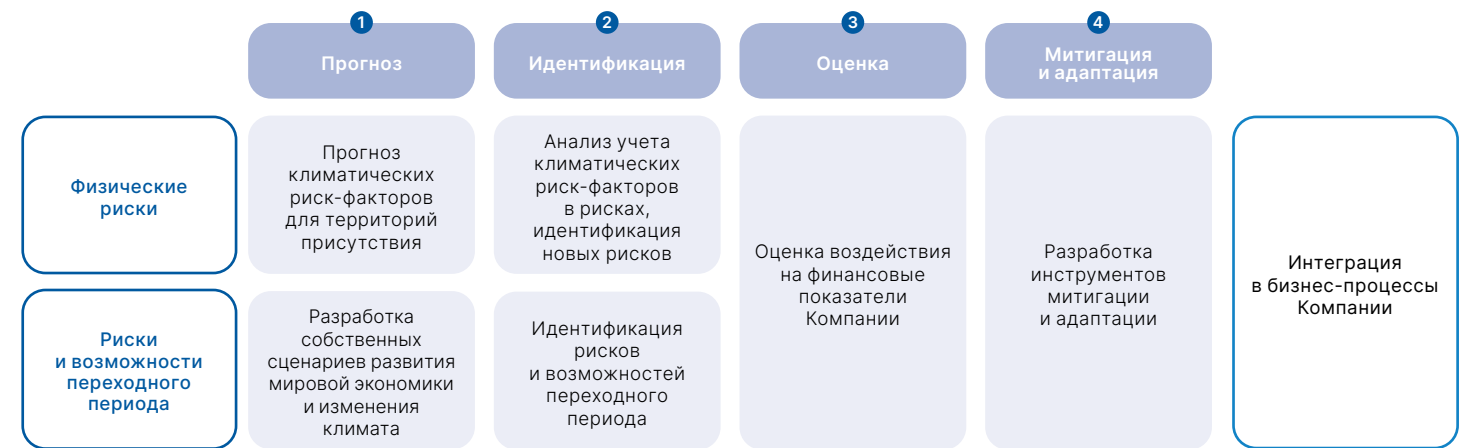 1
2
3
4
Прогноз
Идентификация
Оценка
Митигация
и адаптация
Физические
риски
Прогноз
климатических
риск-факторов
для территорий
присутствия
Анализ учета
климатических
риск-факторов
в рисках,
идентификация
новых рисков
Оценка воздействия
на финансовые
показатели
Компании
Разработка
инструментов
митигации
и адаптации
Интеграция
в бизнес-процессы
Компании
Риски
и возможности
переходного
периода
Разработка
собственных
сценариев развития
мировой экономики
и изменения
климата
Идентификация
рисков
и возможностей
переходного
периода